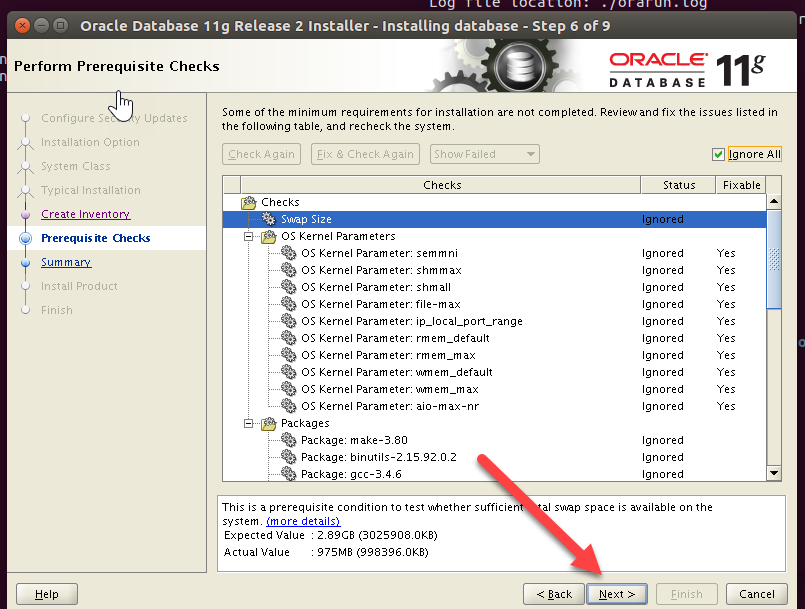 Log file location: ./orarun.log
Oracle Database 11g Release 2 Installer - Installing database - Step 6 of 9
Perform Prerequisite Checks
ORACLE
DATABASE 11g
Configure Security Updates
Installation Option
System Class
Typical Installation
Create Inventory
Prerequisite Checks
Summary
Install Product
Finish
Some of the minimum requirements for installation are not completed. Review and fix the issues listed in
the following table, and recheck the system.
Check Again Fix & Check Again Show Failed Ignore All
Checks Status Fixable
Checks
Swap Size Ignored
OS Kernel Parameters
OS Kernel Parameter: semmni Ignored Yes
OS Kernel Parameter: shmmax Ignored Yes
OS Kernel Parameter: shmall Ignored Yes
OS Kernel Parameter: file-max Ignored Yes
OS Kernel Parameter: ip_local_port_range Ignored Yes
OS Kernel Parameter: rmem_default Ignored Yes
OS Kernel Parameter: rmem_max Ignored Yes
OS Kernel Parameter: wmem_default Ignored Yes
OS Kernel Parameter: wmem_max Ignored Yes
OS Kernel Parameter: aio-max-nr Ignored Yes
Packages
Package: make-3.80 Ignored
Package: binutils-2.15.92.0.2 Ignored
Package: gcc-3.4.6 Ignored
This is a prerequisite condition to test whether sufficient total swap space is available on the
system. (more details)
Expected Value : 2.89GB (3025908.0KB)
Actual Value : 975MB (998396.0KB)
Help < Back Next > Finish Cancel